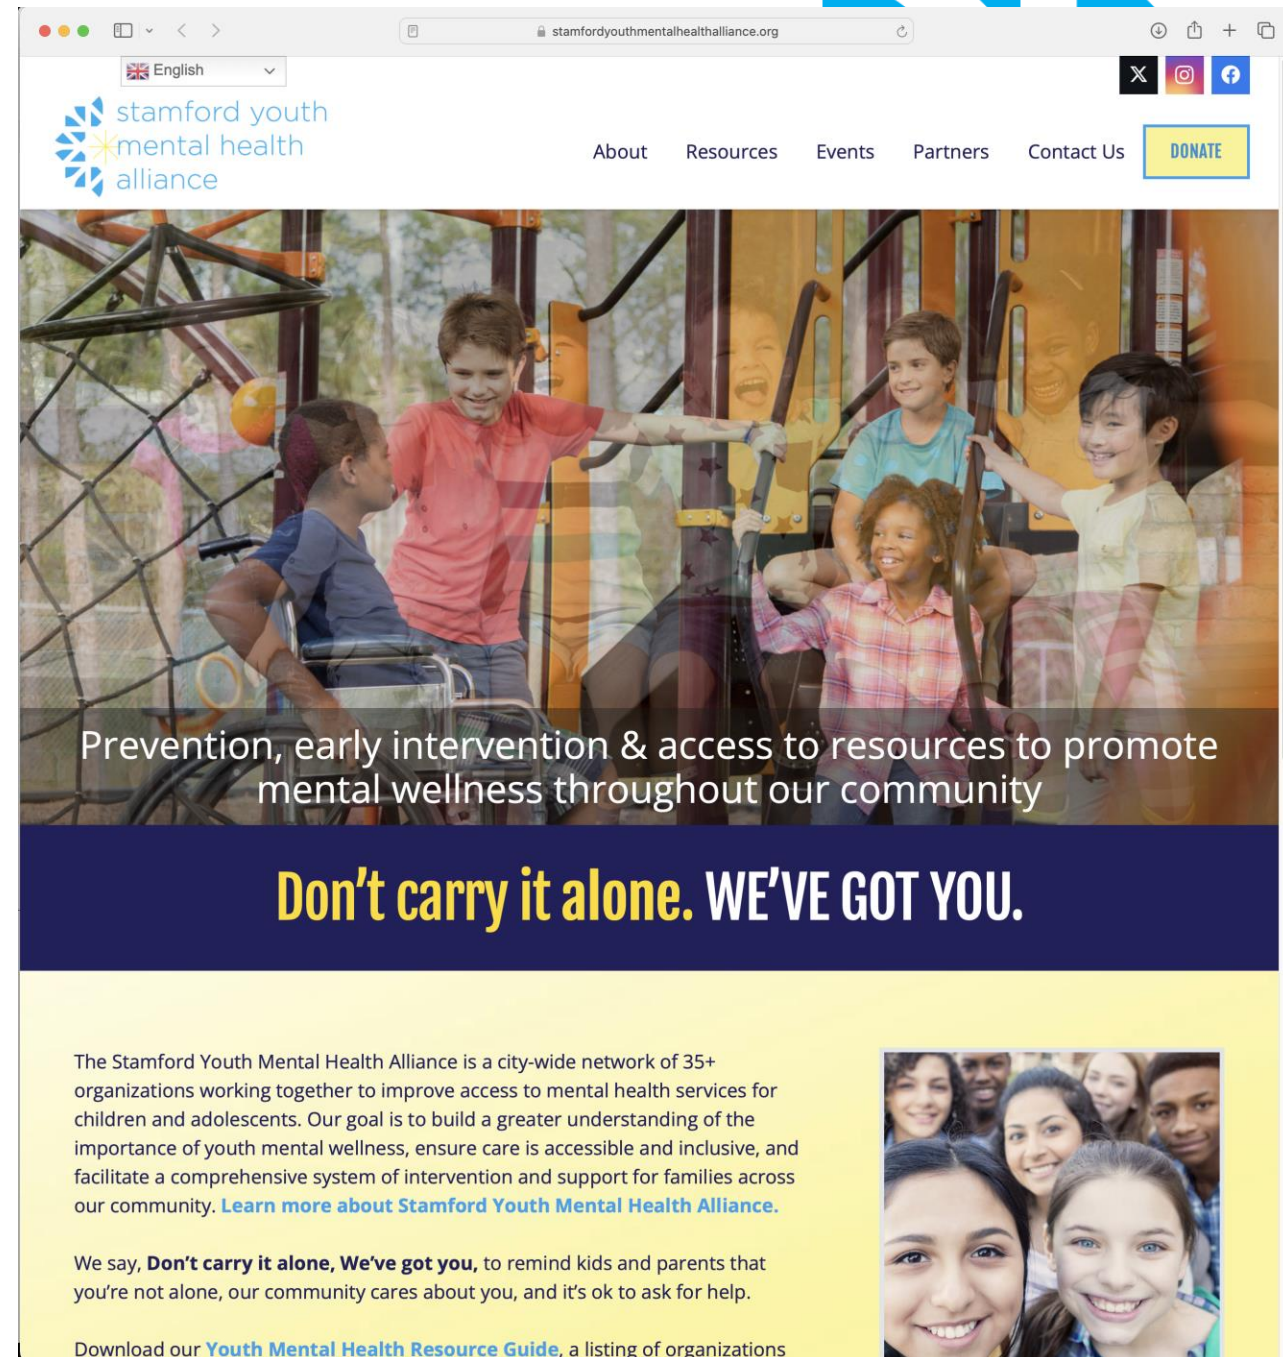 stamfordyouthmentalhealthalliance.org
English
stamford youth
mental health
alliance
About Resources Events Partners Contact Us DONATE
Prevention, early intervention & access to resources to promote
mental wellness throughout our community
Don't carry it alone. WE'VE GOT YOU.
The Stamford Youth Mental Health Alliance is a city-wide network of 35+
organizations working together to improve access to mental health services for
children and adolescents. Our goal is to build a greater understanding of the
importance of youth mental wellness, ensure care is accessible and inclusive, and
facilitate a comprehensive system of intervention and support for families across
our community. Learn more about Stamford Youth Mental Health Alliance.
We say, Don't carry it alone, We've got you, to remind kids and parents that
you're not alone, our community cares about you, and it's ok to ask for help.
Download our Youth Mental Health Resource Guide, a listing of organizations